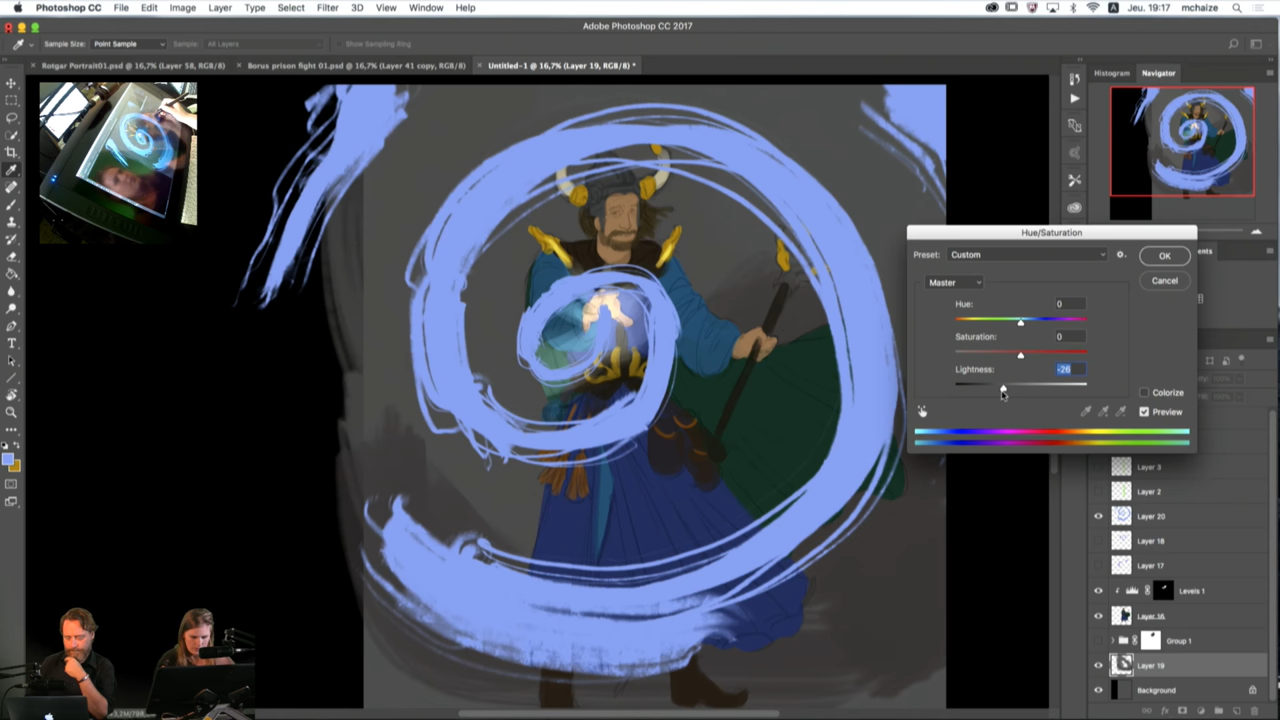 Photoshop CC File Edit Image Layer Type Select Filter 3D View Window Help Jeu. 19:17 mchaize
Adobe Photoshop CC 2017
Sample Size: Point Sample Sample: All Layers Show Sampling Ring
Rotgar Portrait01.psd @ 16,7% (Layer 58, RGB/8) Borus prison fight 01.psd @ 16,7% (Layer 41 copy, RGB/8) Untitled-1 @ 16,7% (Layer 19, RGB/8) *
Histogram Navigator
Hue/Saturation
Preset: Custom OK
Cancel
Master
Hue: 0
Saturation: 0
Lightness: -26
Colorize
Preview
Layer 3
Layer 2
Layer 20
Layer 18
Layer 17
Levels 1
Layer 16
Group 1
Layer 19
Background